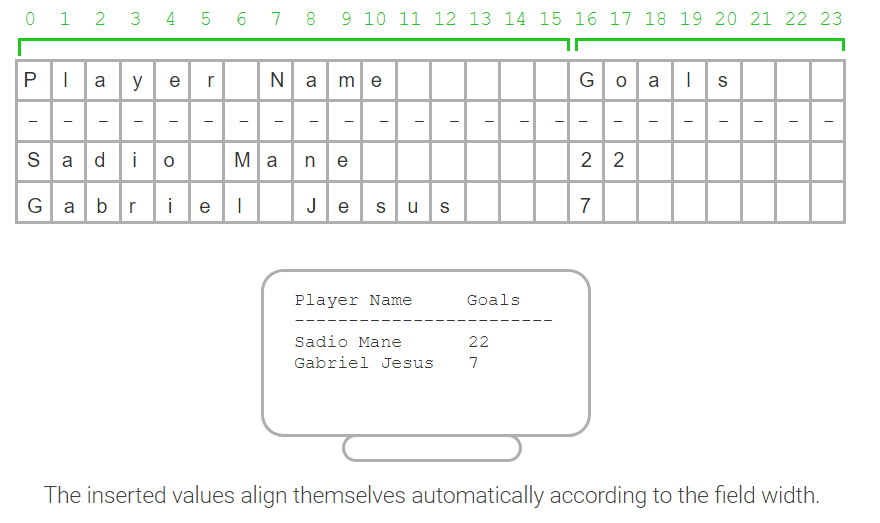 0 1 2 3 4 5 6 7 8 9 10 11 12 13 14 15 16 17 18 19 20 21 22 23
P l a y e r N a m e G o a l s
- - - - - - - - - - - - - - - - - - - - - - - -
S a d i o M a n e 2 2
G a b r i e l J e s u s 7
Player Name Goals
------------------------
Sadio Mane 22
Gabriel Jesus 7
The inserted values align themselves automatically according to the field width.